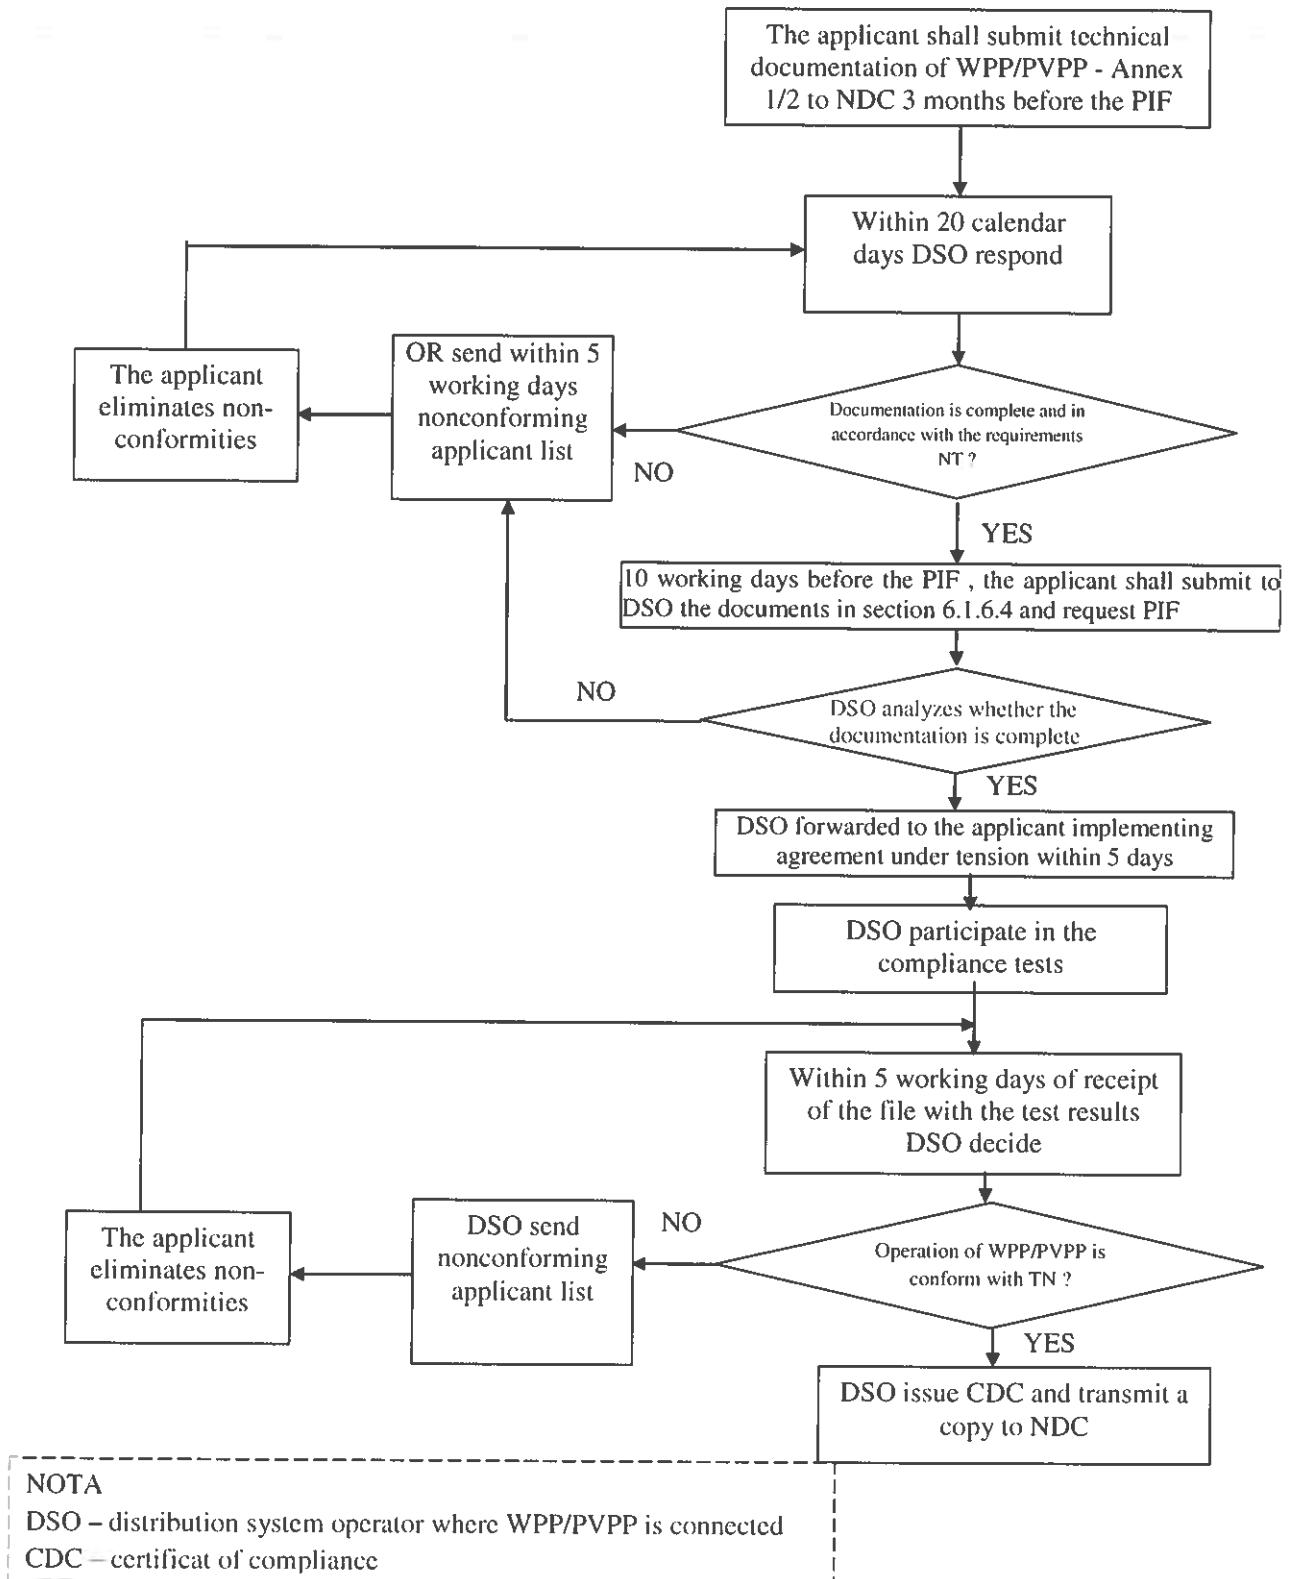 The applicant shall submit technical
documentation of WPP/PVPP - Annex
1/2 to NDC 3 months before the PIF
Within 20 calendar
days DSO respond
The applicant
eliminates non-
conformities
OR send within 5
working days
nonconforming
applicant list
Documentation is complete and in
accordance with the requirements
NT ?
NO
YES
10 working days before the PIF , the applicant shall submit to
DSO the documents in section 6.1.6.4 and request PIF
NO
DSO analyzes whether the
documentation is complete
YES
DSO forwarded to the applicant implementing
agreement under tension within 5 days
DSO participate in the
compliance tests
Within 5 working days of receipt
of the file with the test results
DSO decide
The applicant
eliminates non-
conformities
DSO send
nonconforming
applicant list
NO
Operation of WPP/PVPP is
conform with TN ?
YES
DSO issue CDC and transmit a
copy to NDC
NOTA
DSO – distribution system operator where WPP/PVPP is connected
CDC – certificat of compliance